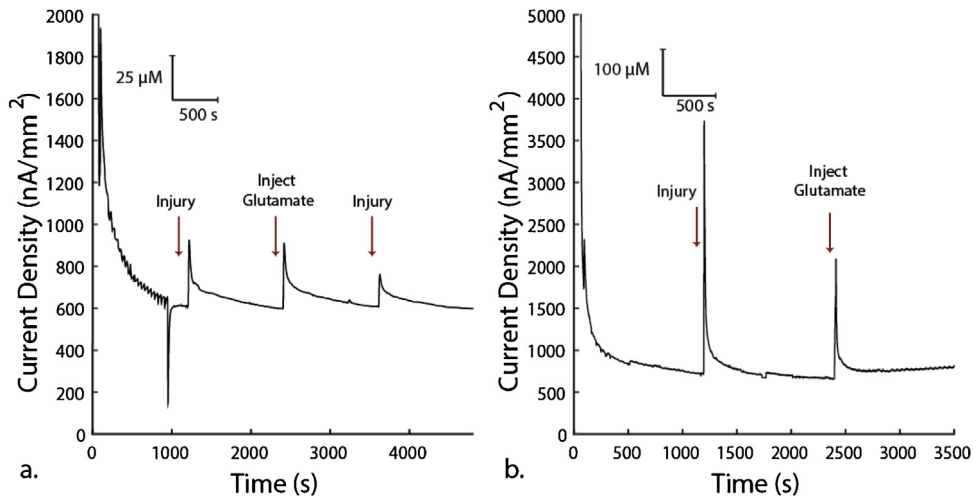 2000
1800
1600
1400
1200
1000
800
600
400
200
0
Current Density (nA/mm²)
25 µM
500 s
Injury
Inject
Glutamate
Injury
0 1000 2000 3000 4000
Time (s)
a.
5000
4500
4000
3500
3000
2500
2000
1500
1000
500
0
Current Density (nA/mm²)
100 µM
500 s
Injury
Inject
Glutamate
0 500 1000 1500 2000 2500 3000 3500
Time (s)
b.